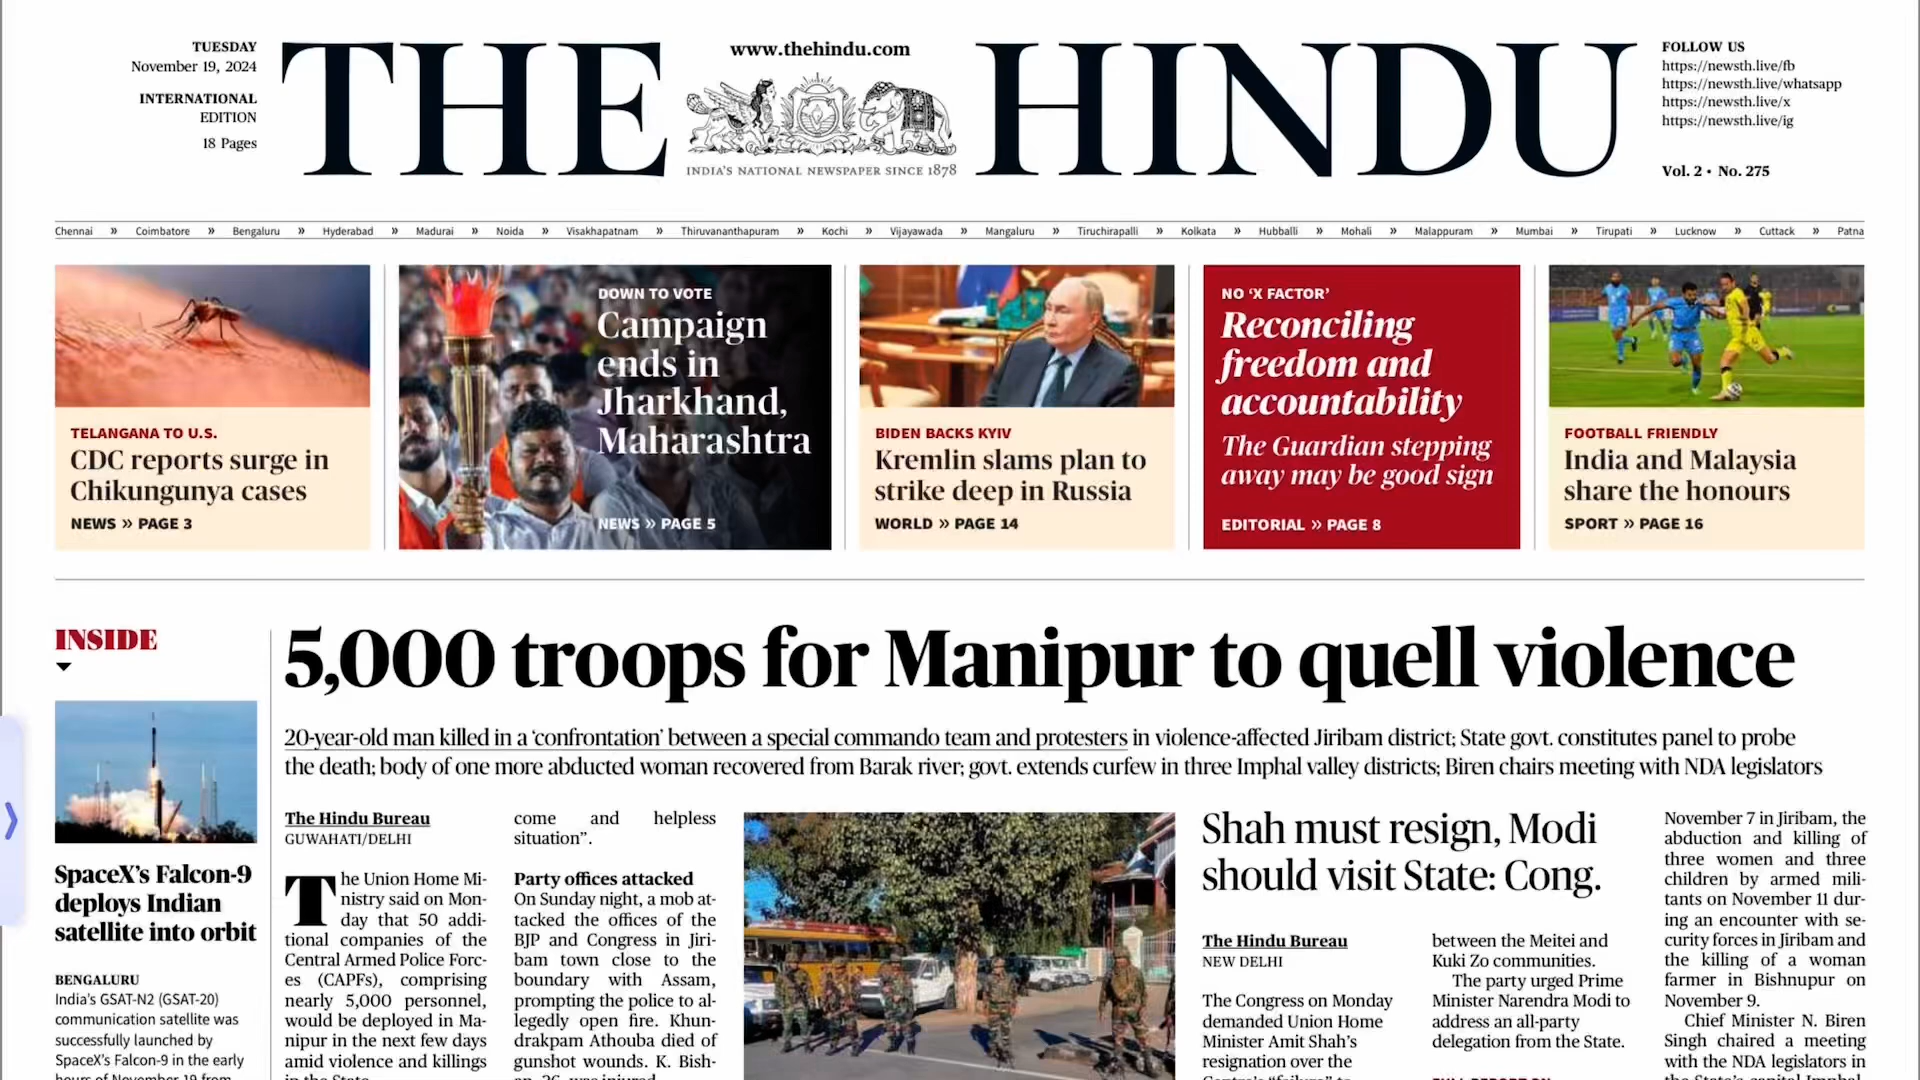 TUESDAY
November 19, 2024
INTERNATIONAL
EDITION
18 Pages
THE HINDU
www.thehindu.com
INDIA'S NATIONAL NEWSPAPER SINCE 1878
FOLLOW US
https://newsth.live/fb
https://newsth.live/whatsapp
https://newsth.live/x
https://newsth.live/ig
Vol. 2 • No. 275
Chennai » Coimbatore » Bengaluru » Hyderabad » Madurai » Noida » Visakhapatnam » Thiruvananthapuram » Kochi » Vijayawada » Mangaluru » Tiruchirapalli » Kolkata » Hubballi » Mohali » Malappuram » Mumbai » Tirupati » Lucknow » Cuttack » Patna
TELANGANA TO U.S.
CDC reports surge in
Chikungunya cases
NEWS » PAGE 3
DOWN TO VOTE
Campaign
ends in
Jharkhand,
Maharashtra
NEWS » PAGE 5
BIDEN BACKS KYIV
Kremlin slams plan to
strike deep in Russia
WORLD » PAGE 14
NO ‘X FACTOR’
Reconciling
freedom and
accountability
The Guardian stepping
away may be good sign
EDITORIAL » PAGE 8
FOOTBALL FRIENDLY
India and Malaysia
share the honours
SPORT » PAGE 16
INSIDE
SpaceX’s Falcon-9
deploys Indian
satellite into orbit
BENGALURU
India’s GSAT-N2 (GSAT-20)
communication satellite was
successfully launched by
SpaceX’s Falcon-9 in the early
hours of November 19 from
5,000 troops for Manipur to quell violence
20-year-old man killed in a ‘confrontation’ between a special commando team and protesters in violence-affected Jiribam district; State govt. constitutes panel to probe
the death; body of one more abducted woman recovered from Barak river; govt. extends curfew in three Imphal valley districts; Biren chairs meeting with NDA legislators
The Hindu Bureau
GUWAHATI/DELHI
The Union Home Mi-
nistry said on Mon-
day that 50 addi-
tional companies of the
Central Armed Police Forc-
es (CAPFs), comprising
nearly 5,000 personnel,
would be deployed in Ma-
nipur in the next few days
amid violence and killings
in the State.
come and helpless
situation”.
Party offices attacked
On Sunday night, a mob at-
tacked the offices of the
BJP and Congress in Jiri-
bam town close to the
boundary with Assam,
prompting the police to al-
legedly open fire. Khun-
drakpam Athouba died of
gunshot wounds. K. Bish-
an, 26, was injured.
Shah must resign, Modi
should visit State: Cong.
The Hindu Bureau
NEW DELHI
The Congress on Monday
demanded Union Home
Minister Amit Shah’s
resignation over the
Centre’s “failure” to
between the Meitei and
Kuki Zo communities.
The party urged Prime
Minister Narendra Modi to
address an all-party
delegation from the State.
November 7 in Jiribam, the
abduction and killing of
three women and three
children by armed mili-
tants on November 11 dur-
ing an encounter with se-
curity forces in Jiribam and
the killing of a woman
farmer in Bishnupur on
November 9.
Chief Minister N. Biren
Singh chaired a meeting
with the NDA legislators in
the State’s capital Imphal